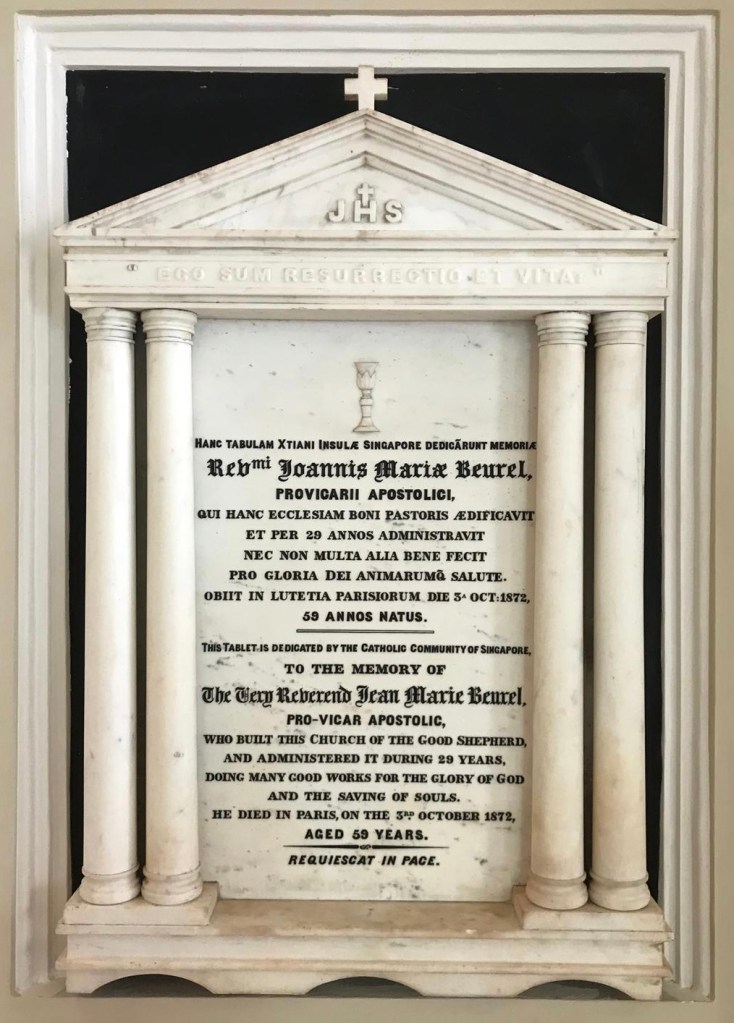 JHS
" EGO SUM RESURRECTIO ET VITA: "
HANC TABULAM XTIANI INSULÆ SINGAPORE DEDICÃRUNT MEMORIÆ
Revmi Joannis Mariæ Beurel,
PROVICARII APOSTOLICI,
QUI HANC ECCLESIAM BONI PASTORIS ÆDIFICAVIT
ET PER 29 ANNOS ADMINISTRAVIT
NEC NON MULTA ALIA BENE FECIT
PRO GLORIA DEI ANIMARUMQ̃ SALUTE.
OBIIT IN LUTETIA PARISIORUM DIE 3A OCT:1872,
59 ANNOS NATUS.
THIS TABLET IS DEDICATED BY THE CATHOLIC COMMUNITY OF SINGAPORE,
TO THE MEMORY OF
The Very Reverend Jean Marie Beurel,
PRO-VICAR APOSTOLIC,
WHO BUILT THIS CHURCH OF THE GOOD SHEPHERD,
AND ADMINISTERED IT DURING 29 YEARS,
DOING MANY GOOD WORKS FOR THE GLORY OF GOD
AND THE SAVING OF SOULS.
HE DIED IN PARIS, ON THE 3RD OCTOBER 1872,
AGED 59 YEARS.
REQUIESCAT IN PACE.